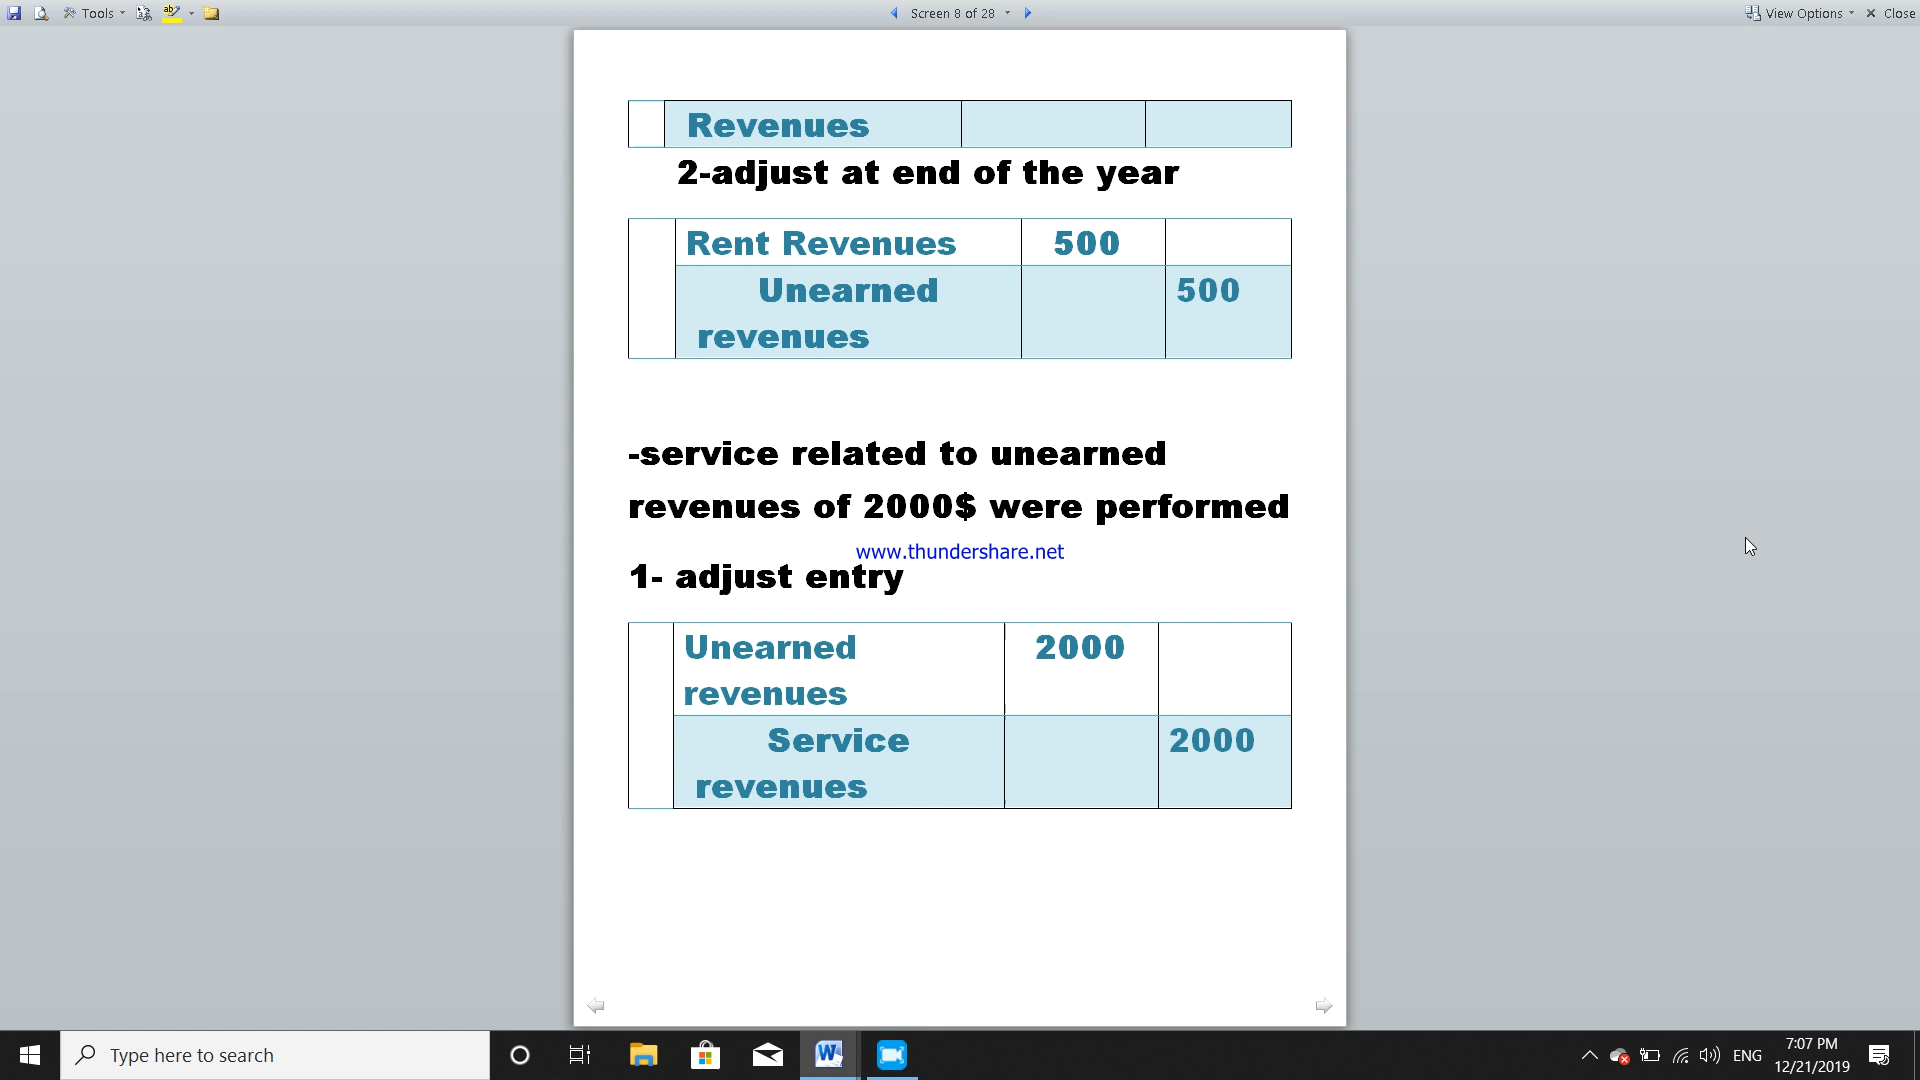 Tools
Screen 8 of 28
View Options
Close
Revenues
2-adjust at end of the year
Rent Revenues 500
Unearned 500
revenues
-service related to unearned
revenues of 2000$ were performed
www.thundershare.net
1- adjust entry
Unearned 2000
revenues
Service 2000
revenues
Type here to search
ENG
7:07 PM
12/21/2019